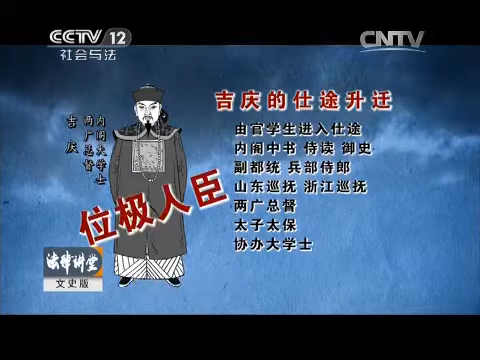 CCTV 12
社会与法
CNTV
吉庆的仕途升迁
由官学生进入仕途
内阁中书 侍读 御史
副都统 兵部侍郎
山东巡抚 浙江巡抚
两广总督
太子太保
协办大学士
内阁大学士
两广总督
吉庆
位极人臣
法律讲堂
文史版